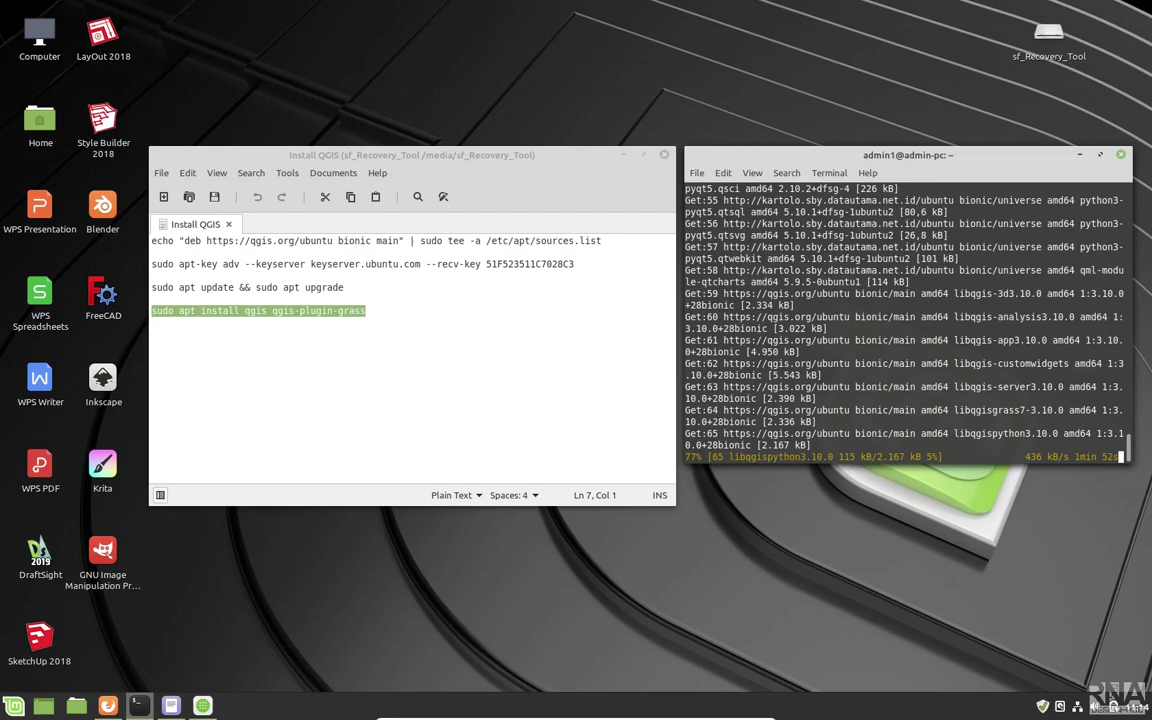 Computer
LayOut 2018
Home
Style Builder
2018
WPS Presentation
Blender
WPS
Spreadsheets
FreeCAD
WPS Writer
Inkscape
WPS PDF
Krita
2019
DraftSight
GNU Image
Manipulation Pr...
SketchUp 2018
sf_Recovery_Tool
Install QGIS (sf_Recovery_Tool /media/sf_Recovery_Tool)
File Edit View Search Tools Documents Help
Install QGIS
echo "deb https://qgis.org/ubuntu bionic main" | sudo tee -a /etc/apt/sources.list
sudo apt-key adv --keyserver keyserver.ubuntu.com --recv-key 51F523511C7028C3
sudo apt update && sudo apt upgrade
sudo apt install qgis qgis-plugin-grass
Plain Text Spaces: 4 Ln 7, Col 1 INS
admin1@admin-pc: ~
File Edit View Search Terminal Help
pyqt5.qsci amd64 2.10.2+dfsg-4 [226 kB]
Get:55 http://kartolo.sby.datautama.net.id/ubuntu bionic/universe amd64 python3-
pyqt5.qtsql amd64 5.10.1+dfsg-1ubuntu2 [80,6 kB]
Get:56 http://kartolo.sby.datautama.net.id/ubuntu bionic/universe amd64 python3-
pyqt5.qtsvg amd64 5.10.1+dfsg-1ubuntu2 [26,8 kB]
Get:57 http://kartolo.sby.datautama.net.id/ubuntu bionic/universe amd64 python3-
pyqt5.qtwebkit amd64 5.10.1+dfsg-1ubuntu2 [101 kB]
Get:58 http://kartolo.sby.datautama.net.id/ubuntu bionic/universe amd64 qml-modu
le-qtcharts amd64 5.9.5-0ubuntu1 [114 kB]
Get:59 https://qgis.org/ubuntu bionic/main amd64 libqgis-3d3.10.0 amd64 1:3.10.0
+28bionic [2.334 kB]
Get:60 https://qgis.org/ubuntu bionic/main amd64 libqgis-analysis3.10.0 amd64 1:
3.10.0+28bionic [3.022 kB]
Get:61 https://qgis.org/ubuntu bionic/main amd64 libqgis-app3.10.0 amd64 1:3.10.
0+28bionic [4.950 kB]
Get:62 https://qgis.org/ubuntu bionic/main amd64 libqgis-customwidgets amd64 1:3
.10.0+28bionic [5.543 kB]
Get:63 https://qgis.org/ubuntu bionic/main amd64 libqgis-server3.10.0 amd64 1:3.
10.0+28bionic [2.390 kB]
Get:64 https://qgis.org/ubuntu bionic/main amd64 libqgisgrass7-3.10.0 amd64 1:3.
10.0+28bionic [2.336 kB]
Get:65 https://qgis.org/ubuntu bionic/main amd64 libqgispython3.10.0 amd64 1:3.1
0.0+28bionic [2.167 kB]
77% [65 libqgispython3.10.0 115 kB/2.167 kB 5%] 436 kB/s 1min 52s
RNA
11:14